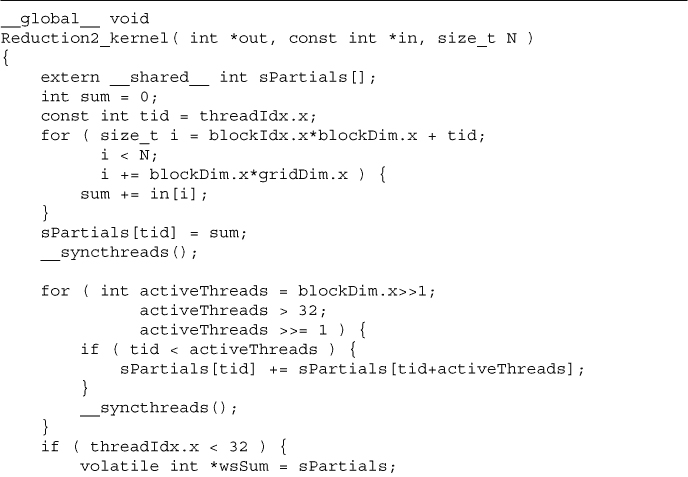 __global__ void
Reduction2_kernel( int *out, const int *in, size_t N )
{
    extern __shared__ int sPartials[];
    int sum = 0;
    const int tid = threadIdx.x;
    for ( size_t i = blockIdx.x*blockDim.x + tid;
          i < N;
          i += blockDim.x*gridDim.x ) {
        sum += in[i];
    }
    sPartials[tid] = sum;
    __syncthreads();

    for ( int activeThreads = blockDim.x>>1;
              activeThreads > 32;
              activeThreads >>= 1 ) {
        if ( tid < activeThreads ) {
            sPartials[tid] += sPartials[tid+activeThreads];
        }
        __syncthreads();
    }
    if ( threadIdx.x < 32 ) {
        volatile int *wsSum = sPartials;